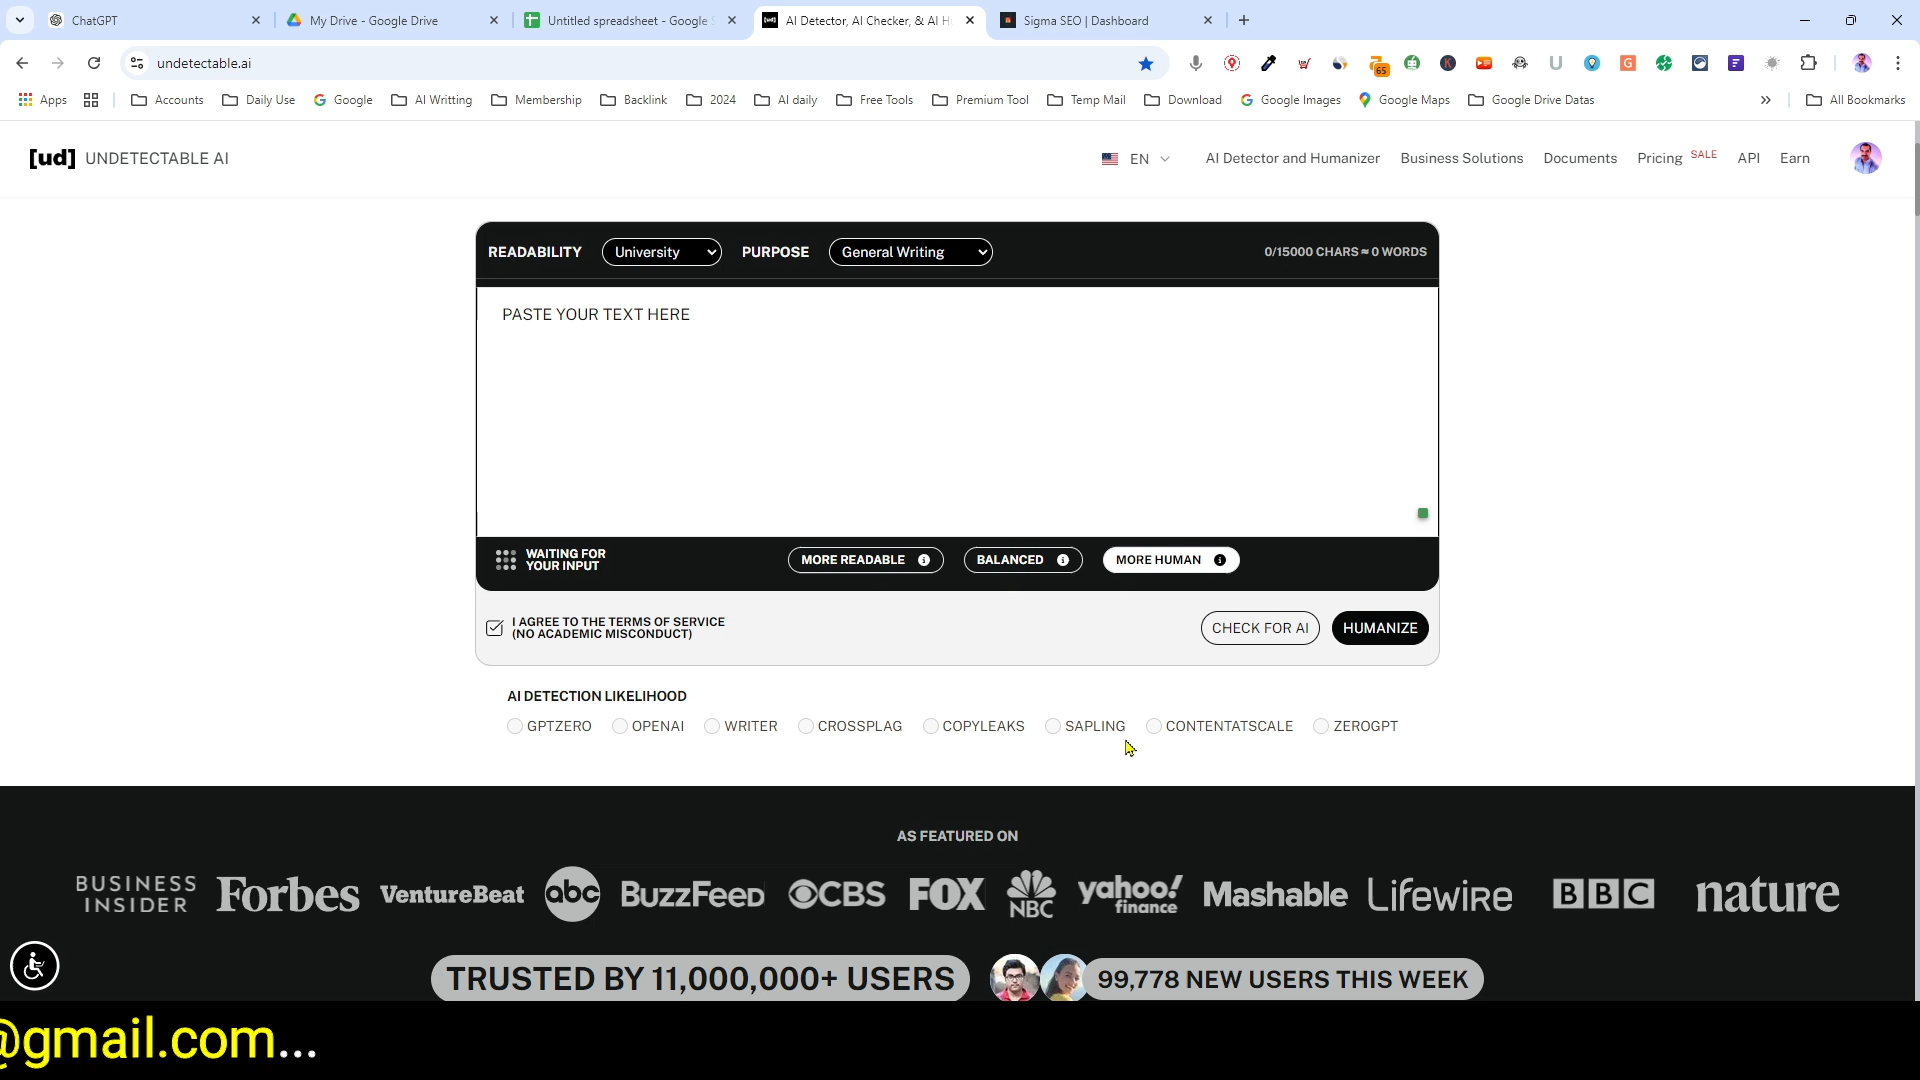 ChatGPT
My Drive - Google Drive
Untitled spreadsheet - Google S
AI Detector, AI Checker, & AI Hu
Sigma SEO | Dashboard
undetectable.ai
65
Apps
Accounts
Daily Use
Google
AI Writting
Membership
Backlink
2024
AI daily
Free Tools
Premium Tool
Temp Mail
Download
Google Images
Google Maps
Google Drive Datas
All Bookmarks
[ud] UNDETECTABLE AI
EN
AI Detector and Humanizer
Business Solutions
Documents
Pricing SALE
API
Earn
READABILITY University PURPOSE General Writing 0/15000 CHARS ≈ 0 WORDS
PASTE YOUR TEXT HERE
WAITING FOR
YOUR INPUT
MORE READABLE
BALANCED
MORE HUMAN
I AGREE TO THE TERMS OF SERVICE
(NO ACADEMIC MISCONDUCT)
CHECK FOR AI
HUMANIZE
AI DETECTION LIKELIHOOD
GPTZERO OPENAI WRITER CROSSPLAG COPYLEAKS SAPLING CONTENTATSCALE ZEROGPT
AS FEATURED ON
BUSINESS
INSIDER
Forbes
VentureBeat
abc
BuzzFeed
CBS
FOX
NBC
yahoo!
finance
Mashable
Lifewire
BBC
nature
TRUSTED BY 11,000,000+ USERS
99,778 NEW USERS THIS WEEK
@gmail.com...